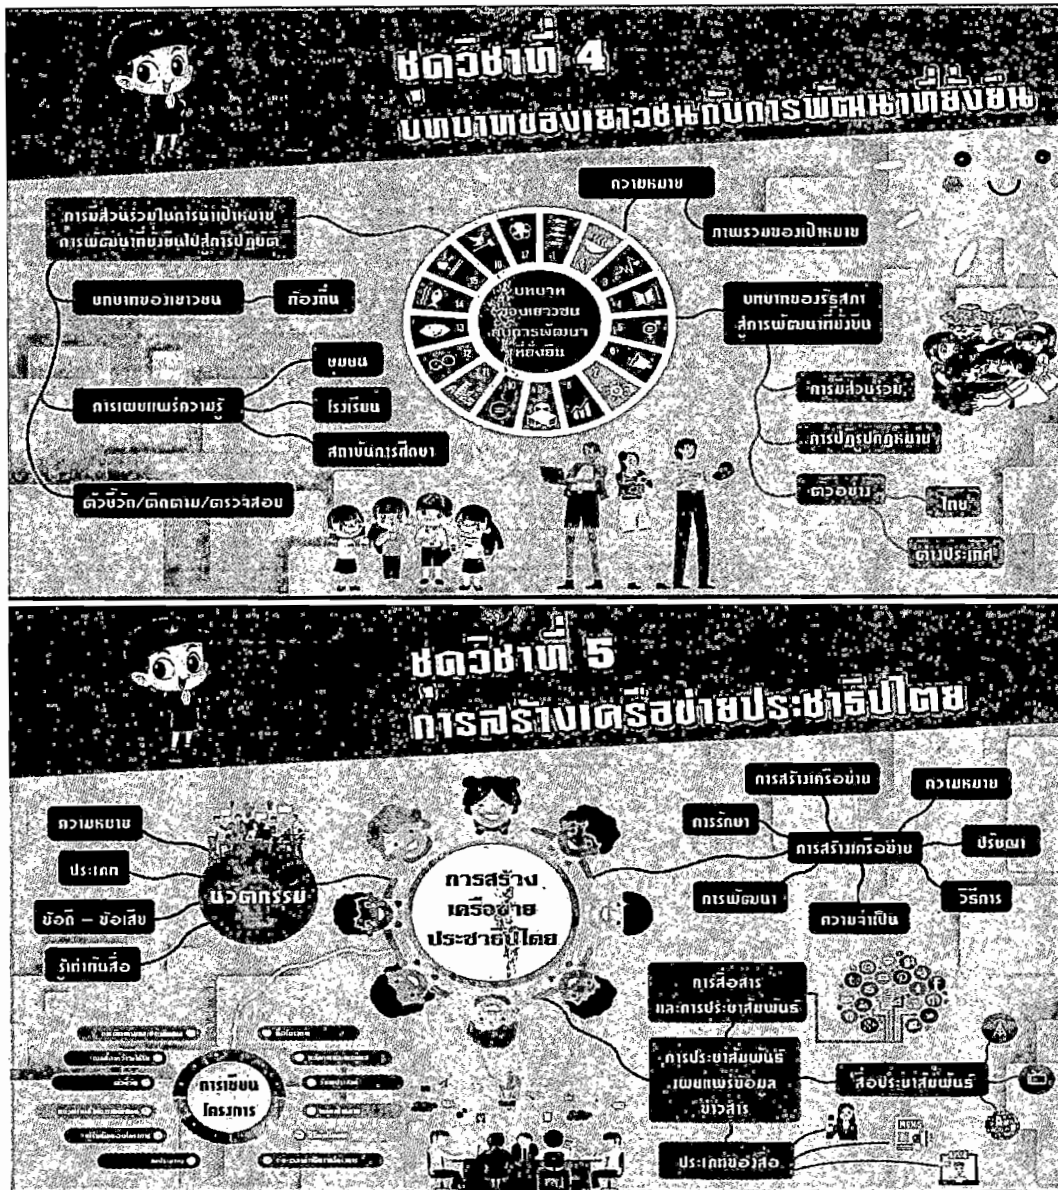 ชุดวิชาที่ 4
บทบาทของเยาวชนกับการพัฒนาที่ยั่งยืน
ความหมาย
ภาพรวมของเป้าหมาย
การมีส่วนร่วมในการนำเป้าหมาย
การพัฒนาที่ยั่งยืนไปสู่การปฏิบัติ
บทบาทของเยาวชน
ท้องถิ่น
การเผยแพร่ความรู้
ชุมชน
โรงเรียน
สถาบันการศึกษา
ตัวชี้วัด/ติดตาม/ตรวจสอบ
บทบาท
ของเยาวชน
กับการพัฒนา
ที่ยั่งยืน
บทบาทของรัฐสภา
สู่การพัฒนาที่ยั่งยืน
การมีส่วนร่วม
การปฏิรูปกฎหมาย
ตัวอย่าง
ไทย
ต่างประเทศ
ชุดวิชาที่ 5
การสร้างเครือข่ายประชาธิปไตย
ความหมาย
ประเภท
ข้อดี – ข้อเสีย
รู้เท่าทันสื่อ
นวัตกรรม
การสร้าง
เครือข่าย
ประชาธิปไตย
การสร้างเครือข่าย
ความหมาย
การรักษา
การสร้างเครือข่าย
ปรัชญา
การพัฒนา
ความจำเป็น
วิธีการ
การสื่อสาร
และการประชาสัมพันธ์
การประชาสัมพันธ์
เผยแพร่ข้อมูล
ข่าวสาร
สื่อประชาสัมพันธ์
ประเภทของสื่อ
NEWS
การเขียน
โครงการ